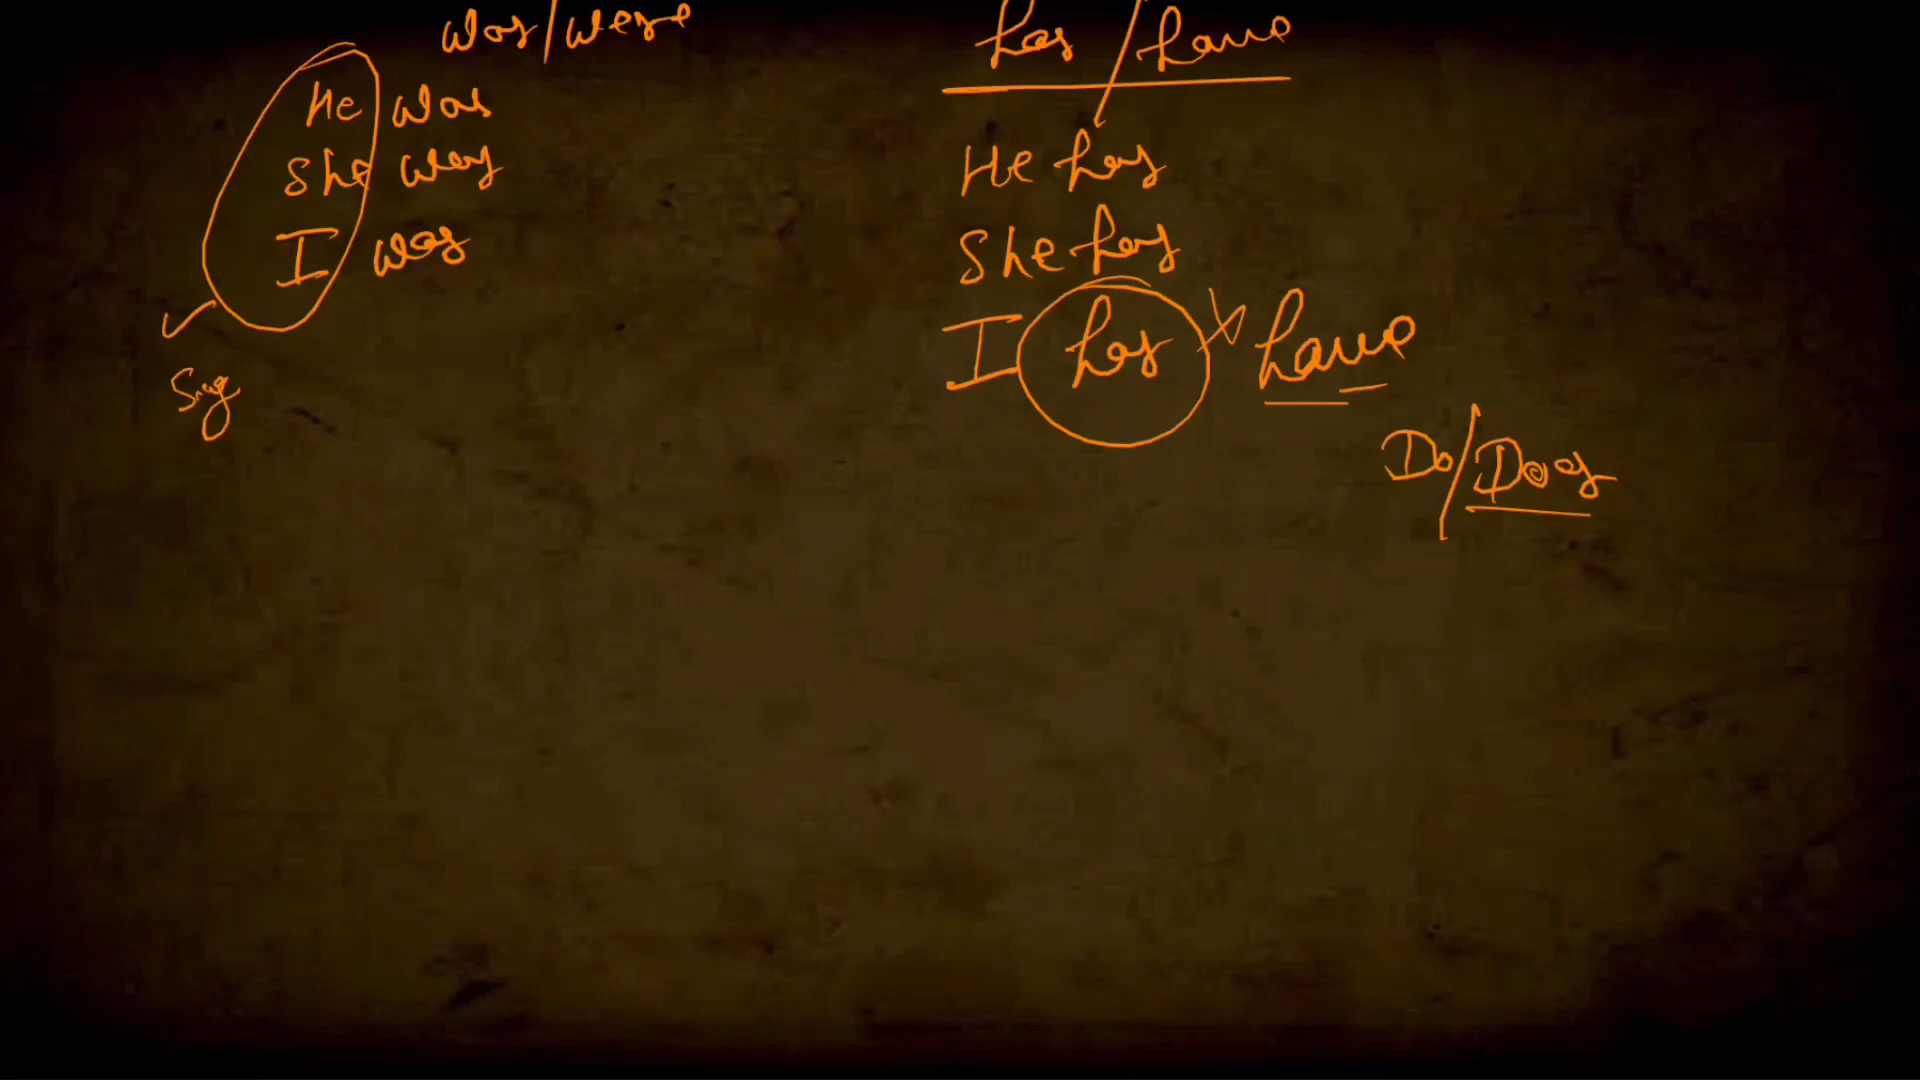 was/were
He was
She was
I was
Sing
has/have
He has
She has
I has × have
Do/Does